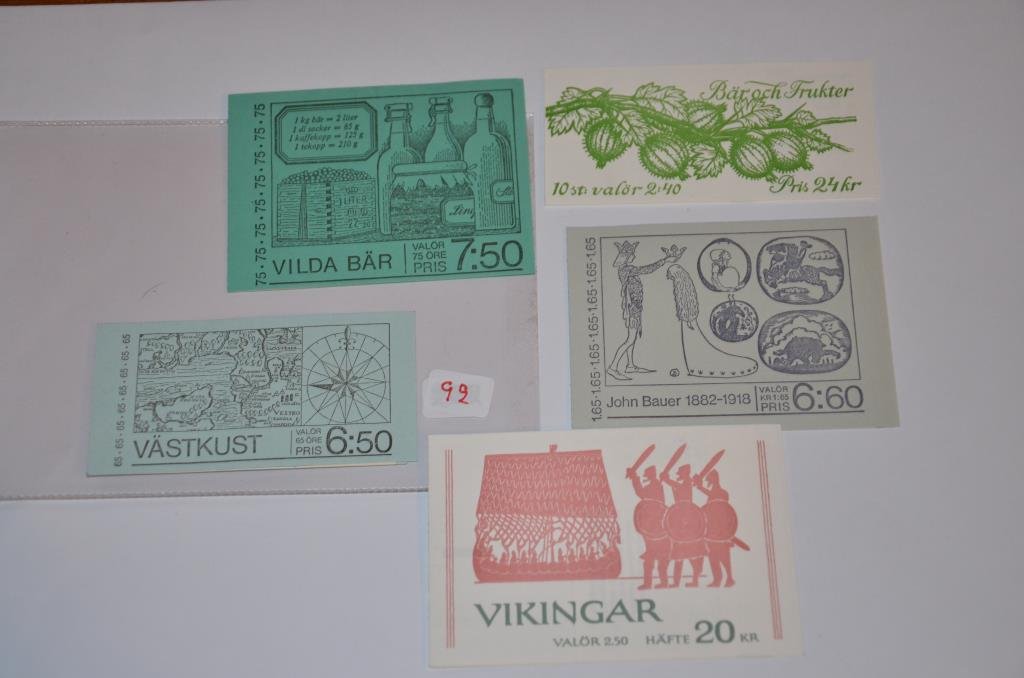 75 • 75 • 75 • 75 • 75 • 75 • 75
1 kg bär = 2 liter
1 dl socker = 85 g
1 kaffekopp = 125 g
1 tekopp = 210 g
1 LITER
VILDA BÄR
VALÖR
75 ÖRE
PRIS
7:50
Bär och Frukter
10 st: valör 2:40
Pris 24 kr
1.65·1.65·1.65·1.65·1.65·1.65
John Bauer 1882-1918
VALÖR
KR 1:65
PRIS
6:60
65 • 65 • 65 • 65 • 65 • 65
VÄSTKUST
VALÖR
65 ÖRE
PRIS
6:50
92
VIKINGAR
VALÖR 2.50 HÄFTE 20 KR